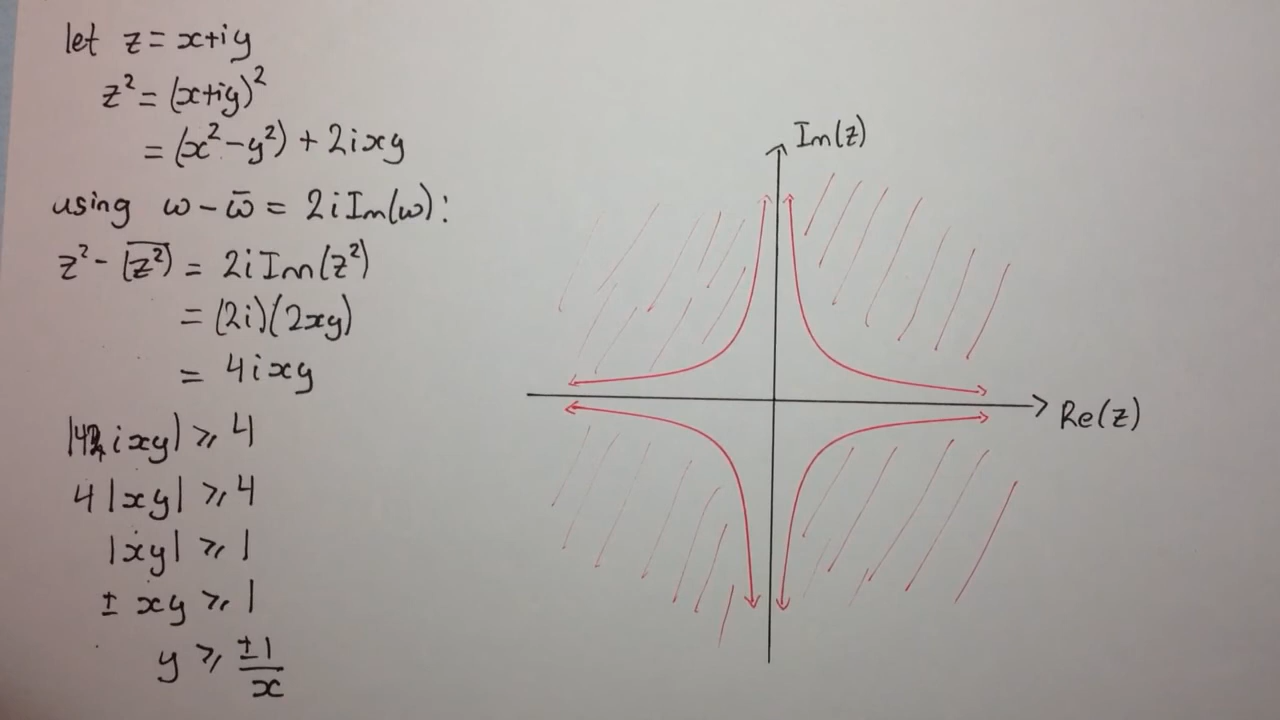 let z = x+iy
z² = (x+iy)²
= (x²-y²) + 2ixy
using ω - ω̅ = 2i Im(ω):
z² - (z̅²̅) = 2i Im(z²)
= (2i)(2xy)
= 4ixy
|4ixy| ⩾ 4
4|xy| ⩾ 4
|xy| ⩾ 1
± xy ⩾ 1
y ⩾ ±1/x
Im(z)
Re(z)